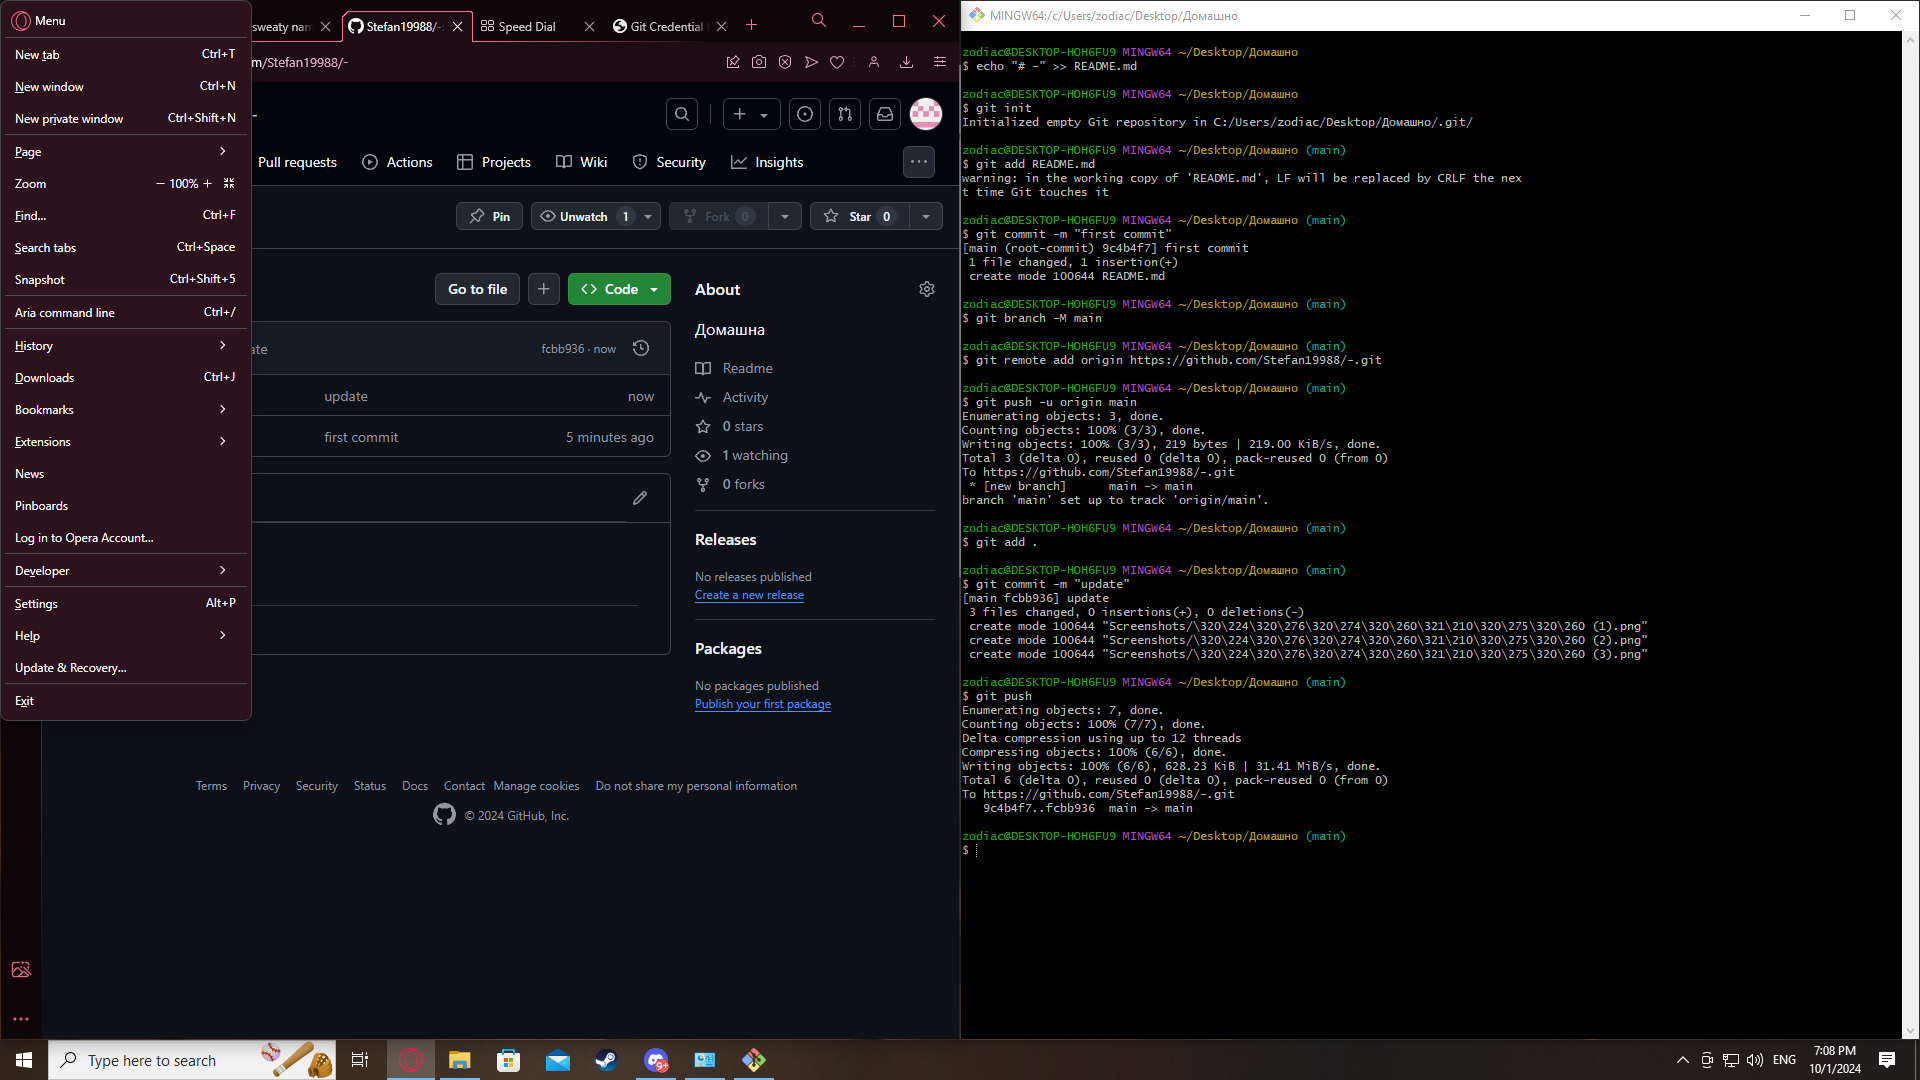 Menu
New tab Ctrl+T
New window Ctrl+N
New private window Ctrl+Shift+N
Page
Zoom − 100% +
Find... Ctrl+F
Search tabs Ctrl+Space
Snapshot Ctrl+Shift+5
Aria command line Ctrl+/
History
Downloads Ctrl+J
Bookmarks
Extensions
News
Pinboards
Log in to Opera Account...
Developer
Settings Alt+P
Help
Update & Recovery...
Exit
sweaty nam
Stefan19988/-:
Speed Dial
Git Credential
m/Stefan19988/-
-
Pull requests Actions Projects Wiki Security Insights
Pin Unwatch 1 Fork 0 Star 0
Go to file Code
ate fcbb936 · now
update now
first commit 5 minutes ago
About
Домашна
Readme
Activity
0 stars
1 watching
0 forks
Releases
No releases published
Create a new release
Packages
No packages published
Publish your first package
Terms Privacy Security Status Docs Contact Manage cookies Do not share my personal information
© 2024 GitHub, Inc.
MINGW64:/c/Users/zodiac/Desktop/Домашно
zodiac@DESKTOP-HOH6FU9 MINGW64 ~/Desktop/Домашно
$ echo "# -" >> README.md
zodiac@DESKTOP-HOH6FU9 MINGW64 ~/Desktop/Домашно
$ git init
Initialized empty Git repository in C:/Users/zodiac/Desktop/Домашно/.git/
zodiac@DESKTOP-HOH6FU9 MINGW64 ~/Desktop/Домашно (main)
$ git add README.md
warning: in the working copy of 'README.md', LF will be replaced by CRLF the nex
t time Git touches it
zodiac@DESKTOP-HOH6FU9 MINGW64 ~/Desktop/Домашно (main)
$ git commit -m "first commit"
[main (root-commit) 9c4b4f7] first commit
1 file changed, 1 insertion(+)
create mode 100644 README.md
zodiac@DESKTOP-HOH6FU9 MINGW64 ~/Desktop/Домашно (main)
$ git branch -M main
zodiac@DESKTOP-HOH6FU9 MINGW64 ~/Desktop/Домашно (main)
$ git remote add origin https://github.com/Stefan19988/-.git
zodiac@DESKTOP-HOH6FU9 MINGW64 ~/Desktop/Домашно (main)
$ git push -u origin main
Enumerating objects: 3, done.
Counting objects: 100% (3/3), done.
Writing objects: 100% (3/3), 219 bytes | 219.00 KiB/s, done.
Total 3 (delta 0), reused 0 (delta 0), pack-reused 0 (from 0)
To https://github.com/Stefan19988/-.git
* [new branch] main -> main
branch 'main' set up to track 'origin/main'.
zodiac@DESKTOP-HOH6FU9 MINGW64 ~/Desktop/Домашно (main)
$ git add .
zodiac@DESKTOP-HOH6FU9 MINGW64 ~/Desktop/Домашно (main)
$ git commit -m "update"
[main fcbb936] update
3 files changed, 0 insertions(+), 0 deletions(-)
create mode 100644 "Screenshots/\320\224\320\276\320\274\320\260\321\210\320\275\320\260 (1).png"
create mode 100644 "Screenshots/\320\224\320\276\320\274\320\260\321\210\320\275\320\260 (2).png"
create mode 100644 "Screenshots/\320\224\320\276\320\274\320\260\321\210\320\275\320\260 (3).png"
zodiac@DESKTOP-HOH6FU9 MINGW64 ~/Desktop/Домашно (main)
$ git push
Enumerating objects: 7, done.
Counting objects: 100% (7/7), done.
Delta compression using up to 12 threads
Compressing objects: 100% (6/6), done.
Writing objects: 100% (6/6), 628.23 KiB | 31.41 MiB/s, done.
Total 6 (delta 0), reused 0 (delta 0), pack-reused 0 (from 0)
To https://github.com/Stefan19988/-.git
9c4b4f7..fcbb936 main -> main
zodiac@DESKTOP-HOH6FU9 MINGW64 ~/Desktop/Домашно (main)
$
Type here to search
9+
ENG
7:08 PM
10/1/2024